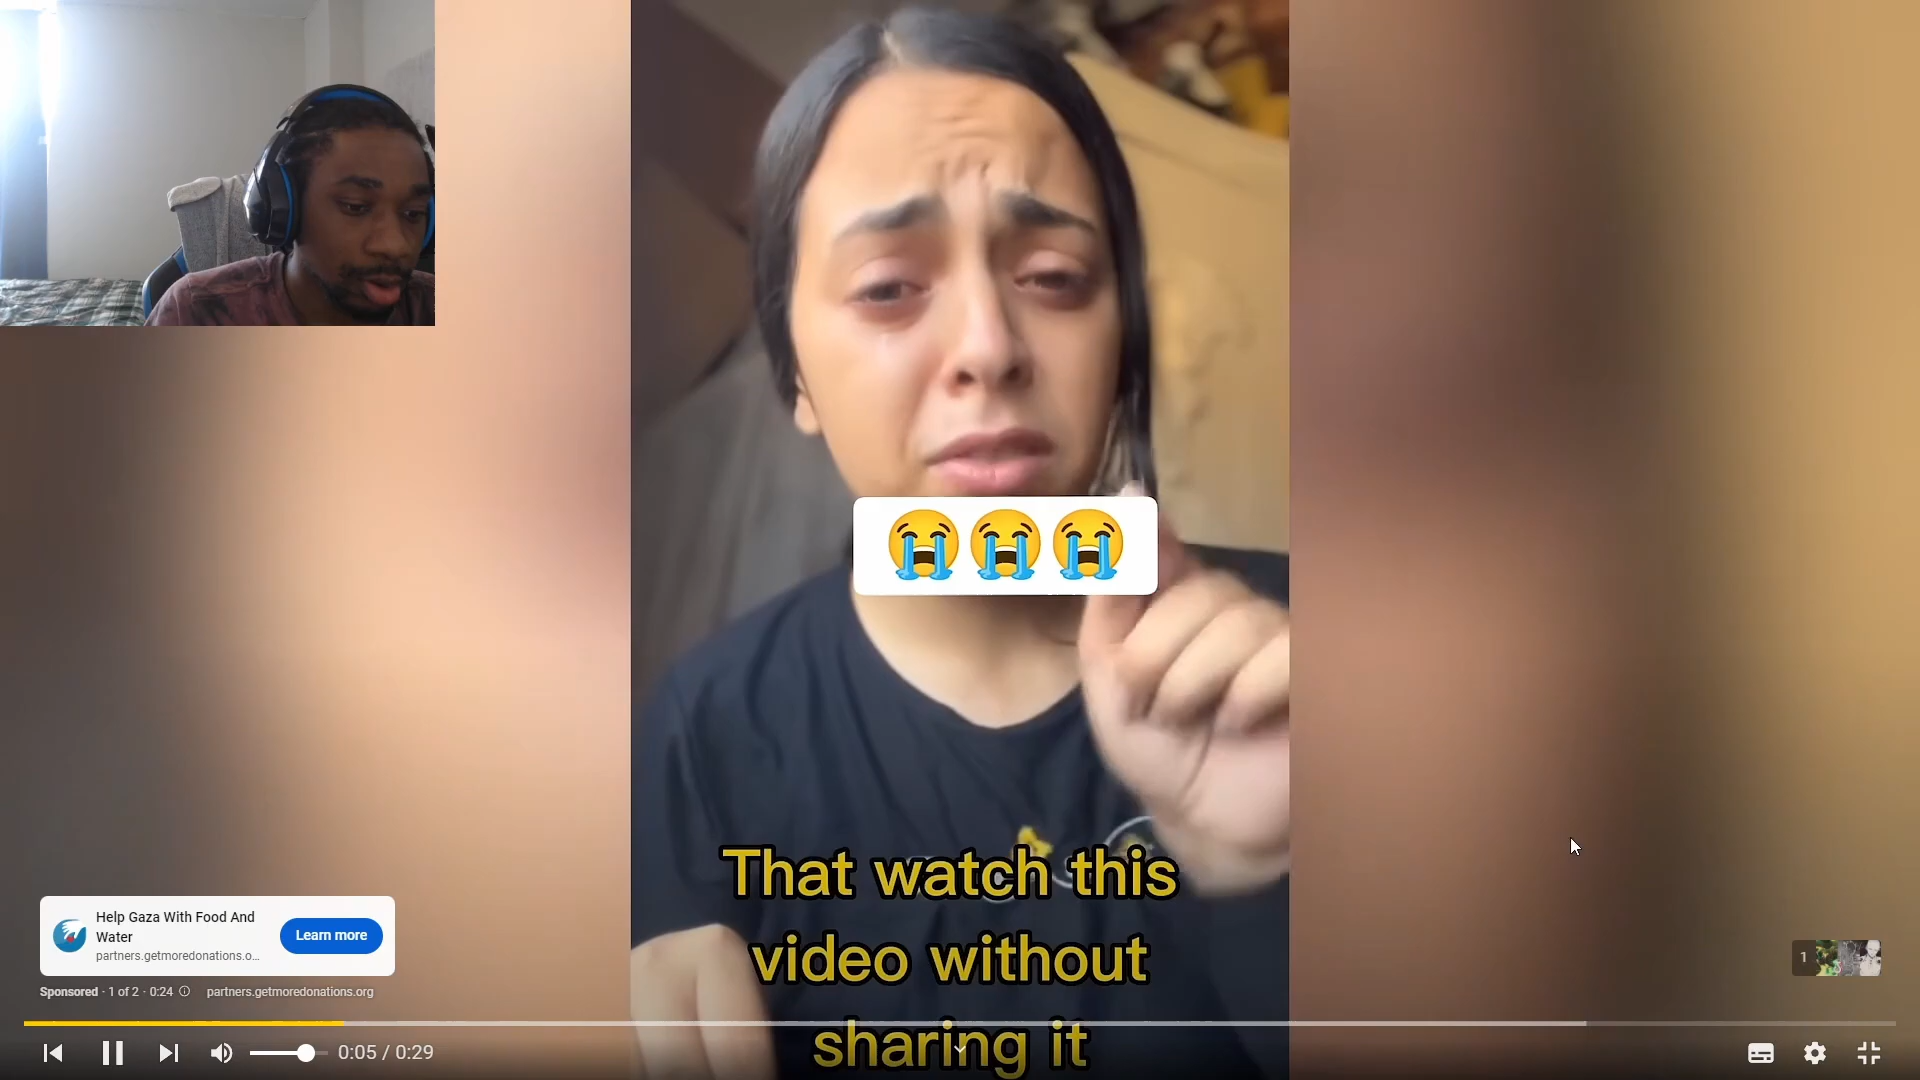 That watch this
video without
sharing it
Help Gaza With Food And
Water
partners.getmoredonations.o...
Learn more
Sponsored · 1 of 2 · 0:24
partners.getmoredonations.org
1
0:05 / 0:29